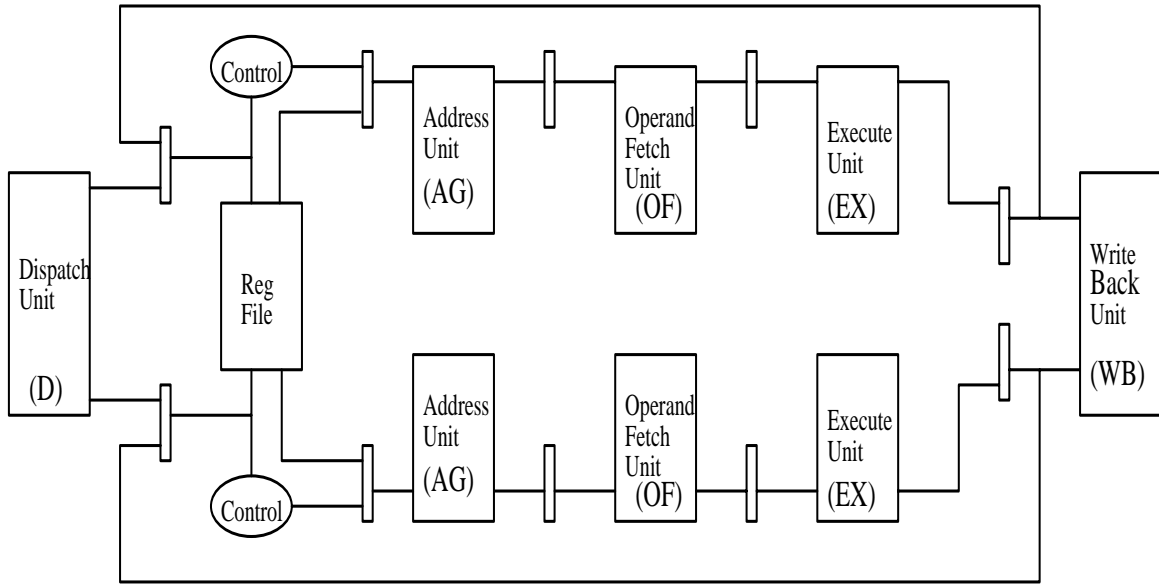 Control
Address
Unit
(AG)
Operand
Fetch
Unit
(OF)
Execute
Unit
(EX)
Dispatch
Unit
(D)
Reg
File
Write
Back
Unit
(WB)
Address
Unit
(AG)
Operand
Fetch
Unit
(OF)
Execute
Unit
(EX)
Control